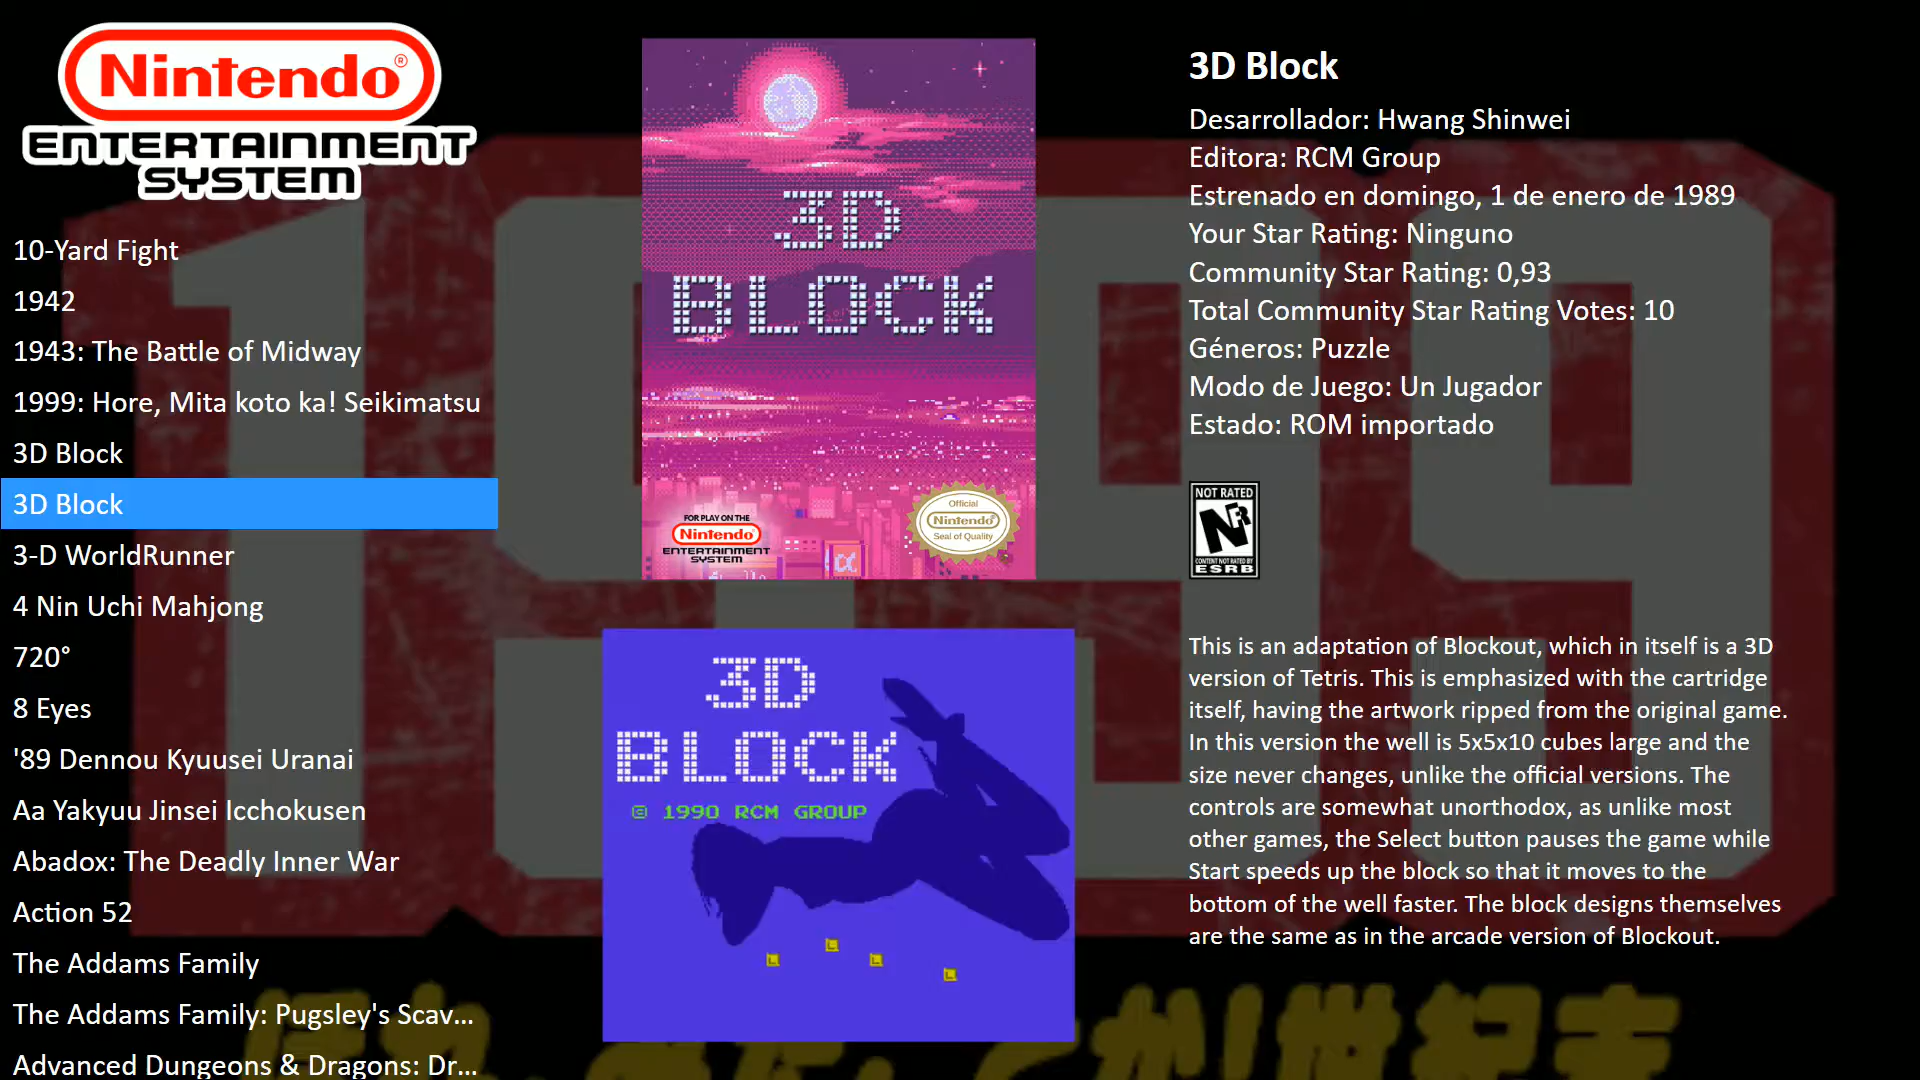 Nintendo®
ENTERTAINMENT
SYSTEM
10-Yard Fight
1942
1943: The Battle of Midway
1999: Hore, Mita koto ka! Seikimatsu
3D Block
3D Block
3-D WorldRunner
4 Nin Uchi Mahjong
720°
8 Eyes
'89 Dennou Kyuusei Uranai
Aa Yakyuu Jinsei Icchokusen
Abadox: The Deadly Inner War
Action 52
The Addams Family
The Addams Family: Pugsley's Scav...
Advanced Dungeons & Dragons: Dr...
3D
BLOCK
FOR PLAY ON THE
Nintendo
ENTERTAINMENT
SYSTEM
Official
Nintendo
Seal of Quality
3D
BLOCK
© 1990 RCM GROUP
3D Block
Desarrollador: Hwang Shinwei
Editora: RCM Group
Estrenado en domingo, 1 de enero de 1989
Your Star Rating: Ninguno
Community Star Rating: 0,93
Total Community Star Rating Votes: 10
Géneros: Puzzle
Modo de Juego: Un Jugador
Estado: ROM importado
NOT RATED
NR
CONTENT NOT RATED BY
ESRB
This is an adaptation of Blockout, which in itself is a 3D
version of Tetris. This is emphasized with the cartridge
itself, having the artwork ripped from the original game.
In this version the well is 5x5x10 cubes large and the
size never changes, unlike the official versions. The
controls are somewhat unorthodox, as unlike most
other games, the Select button pauses the game while
Start speeds up the block so that it moves to the
bottom of the well faster. The block designs themselves
are the same as in the arcade version of Blockout.
1999